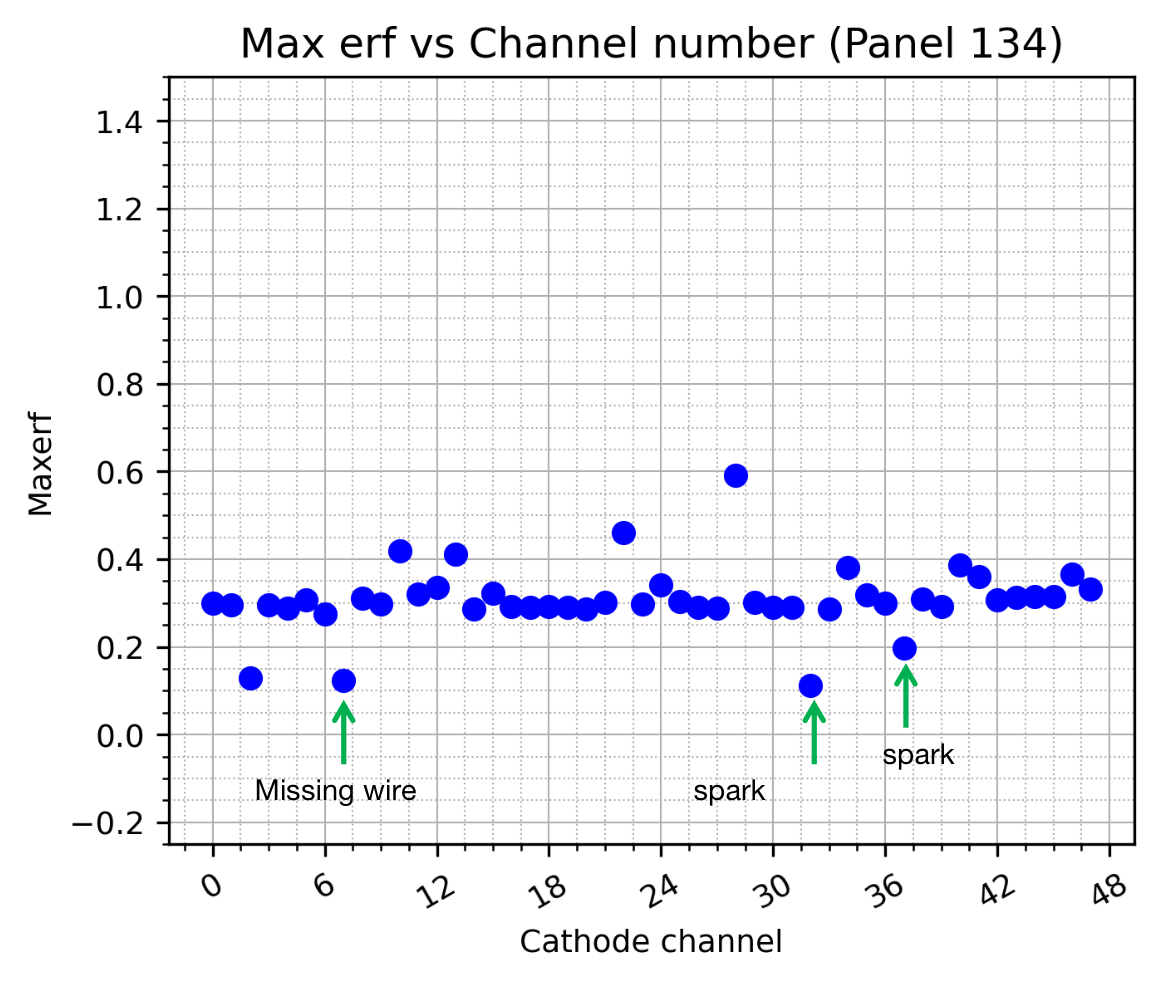 Max erf vs Channel number (Panel 134)
1.4
1.2
1.0
0.8
0.6
0.4
0.2
0.0
−0.2
Maxerf
Missing wire
spark
spark
0 6 12 18 24 30 36 42 48
Cathode channel